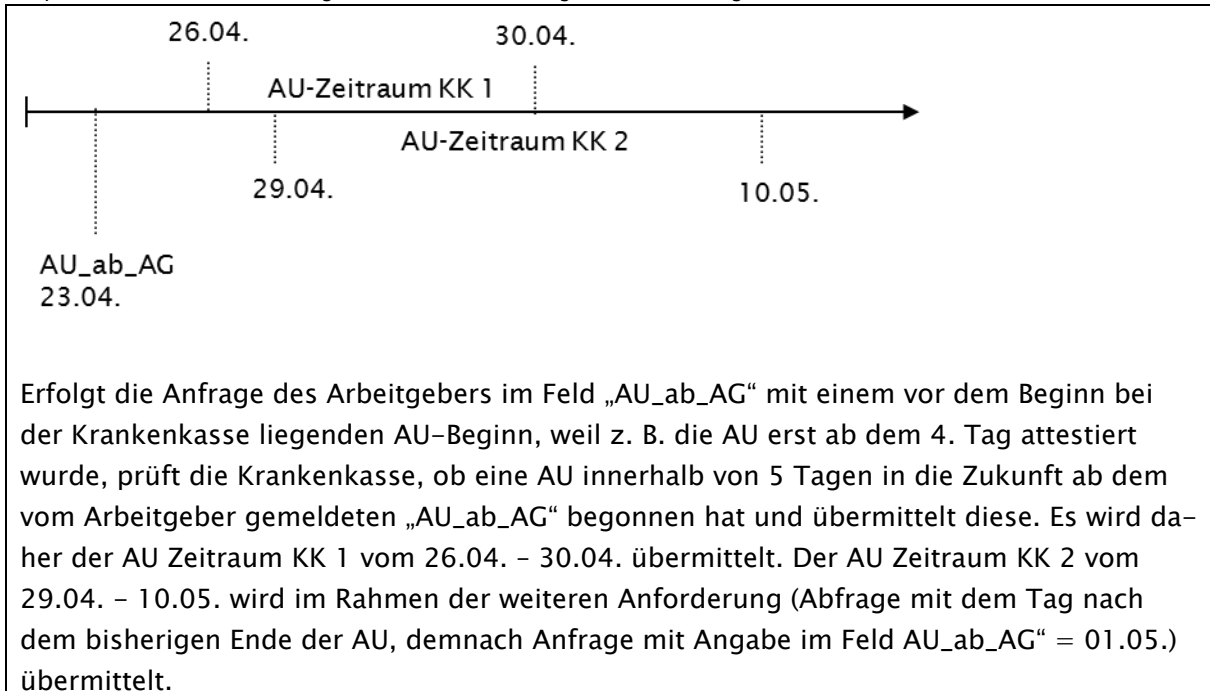 26.04. 30.04.
AU-Zeitraum KK 1
AU-Zeitraum KK 2
29.04. 10.05.
AU_ab_AG
23.04.
Erfolgt die Anfrage des Arbeitgebers im Feld „AU_ab_AG“ mit einem vor dem Beginn bei
der Krankenkasse liegenden AU-Beginn, weil z. B. die AU erst ab dem 4. Tag attestiert
wurde, prüft die Krankenkasse, ob eine AU innerhalb von 5 Tagen in die Zukunft ab dem
vom Arbeitgeber gemeldeten „AU_ab_AG“ begonnen hat und übermittelt diese. Es wird da-
her der AU Zeitraum KK 1 vom 26.04. – 30.04. übermittelt. Der AU Zeitraum KK 2 vom
29.04. – 10.05. wird im Rahmen der weiteren Anforderung (Abfrage mit dem Tag nach
dem bisherigen Ende der AU, demnach Anfrage mit Angabe im Feld AU_ab_AG“ = 01.05.)
übermittelt.